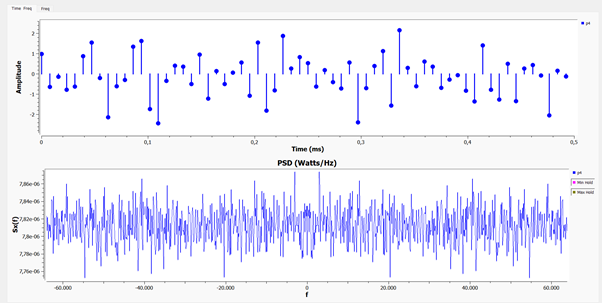 Time Freq Freq
p4
Amplitude
2
1
0
-1
-2
0 0,1 0,2 0,3 0,4 0,5
Time (ms)
PSD (Watts/Hz)
p4
Min Hold
Max Hold
Sx(f)
7,86e-06
7,84e-06
7,82e-06
7,8e-06
7,78e-06
7,76e-06
-60.000 -40.000 -20.000 0.000 20.000 40.000 60.000
f